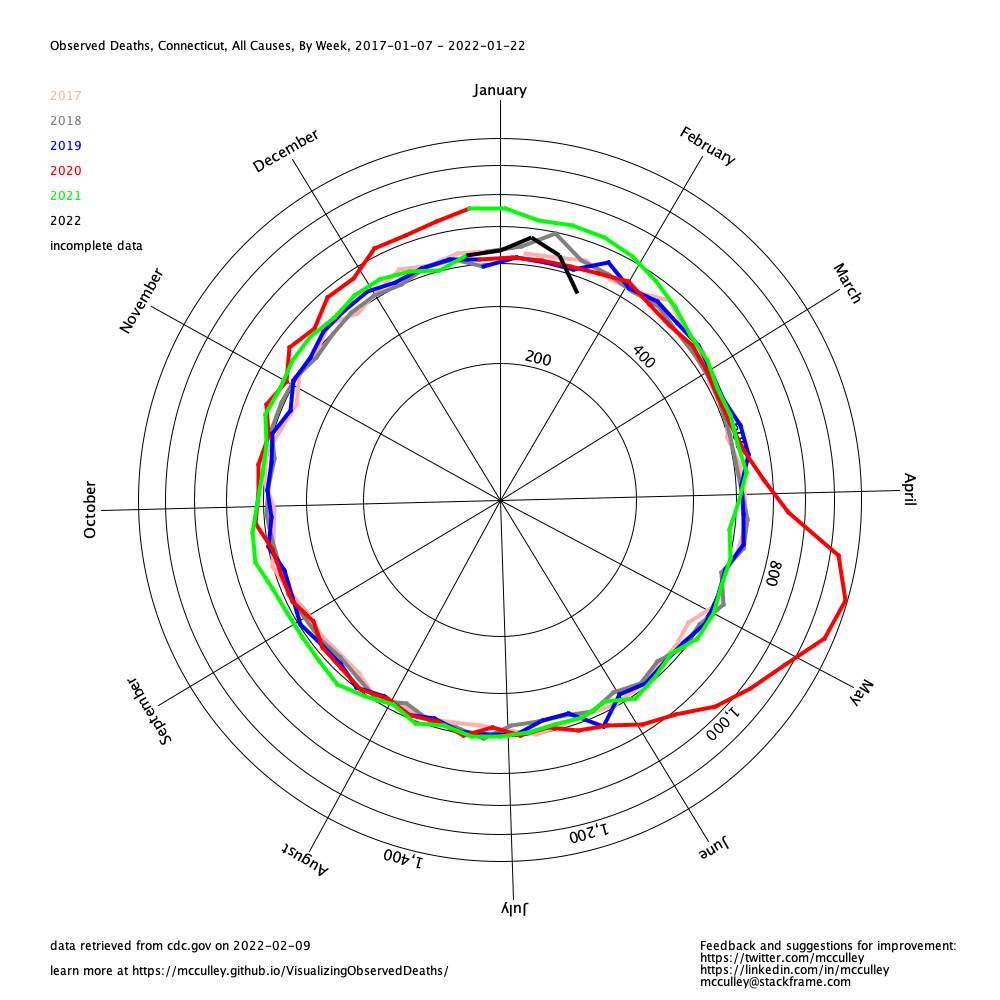 Observed Deaths, Connecticut, All Causes, By Week, 2017-01-07 - 2022-01-22
2017
2018
2019
2020
2021
2022
incomplete data
January
February
March
April
May
June
July
August
September
October
November
December
200
400
800
1,000
1,200
1,400
data retrieved from cdc.gov on 2022-02-09
learn more at https://mcculley.github.io/VisualizingObservedDeaths/
Feedback and suggestions for improvement:
https://twitter.com/mcculley
https://linkedin.com/in/mcculley
mcculley@stackframe.com